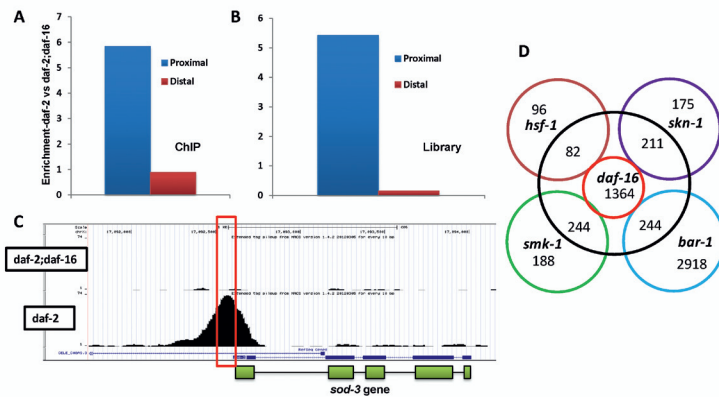 A
Enrichment-daf-2 vs daf-2;daf-16
7
6
5
4
3
2
1
0
Proximal
Distal
ChIP
B
6
5
4
3
2
1
0
Proximal
Distal
Library
C
Scale
daf-2;daf-16
daf-2
sod-3 gene
D
96
hsf-1
175
skn-1
82
211
daf-16
1364
244
244
smk-1
188
bar-1
2918